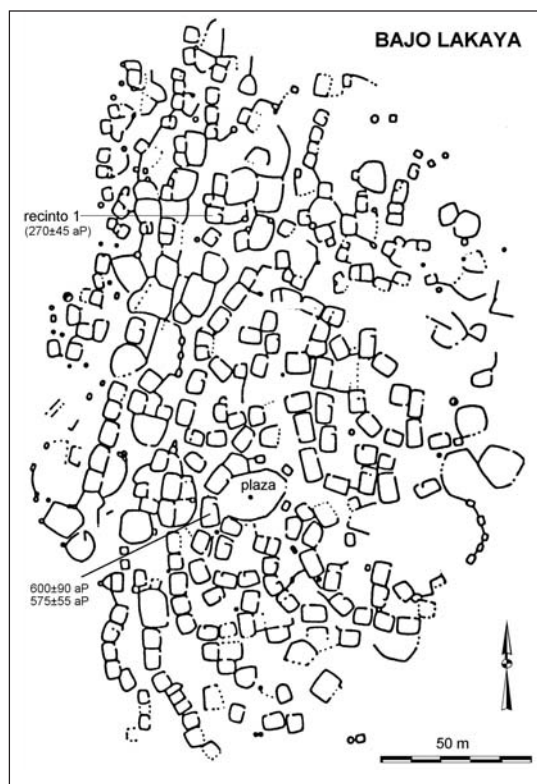 BAJO LAKAYA
recinto 1
(270±45 aP)
plaza
600±90 aP
575±55 aP
50 m